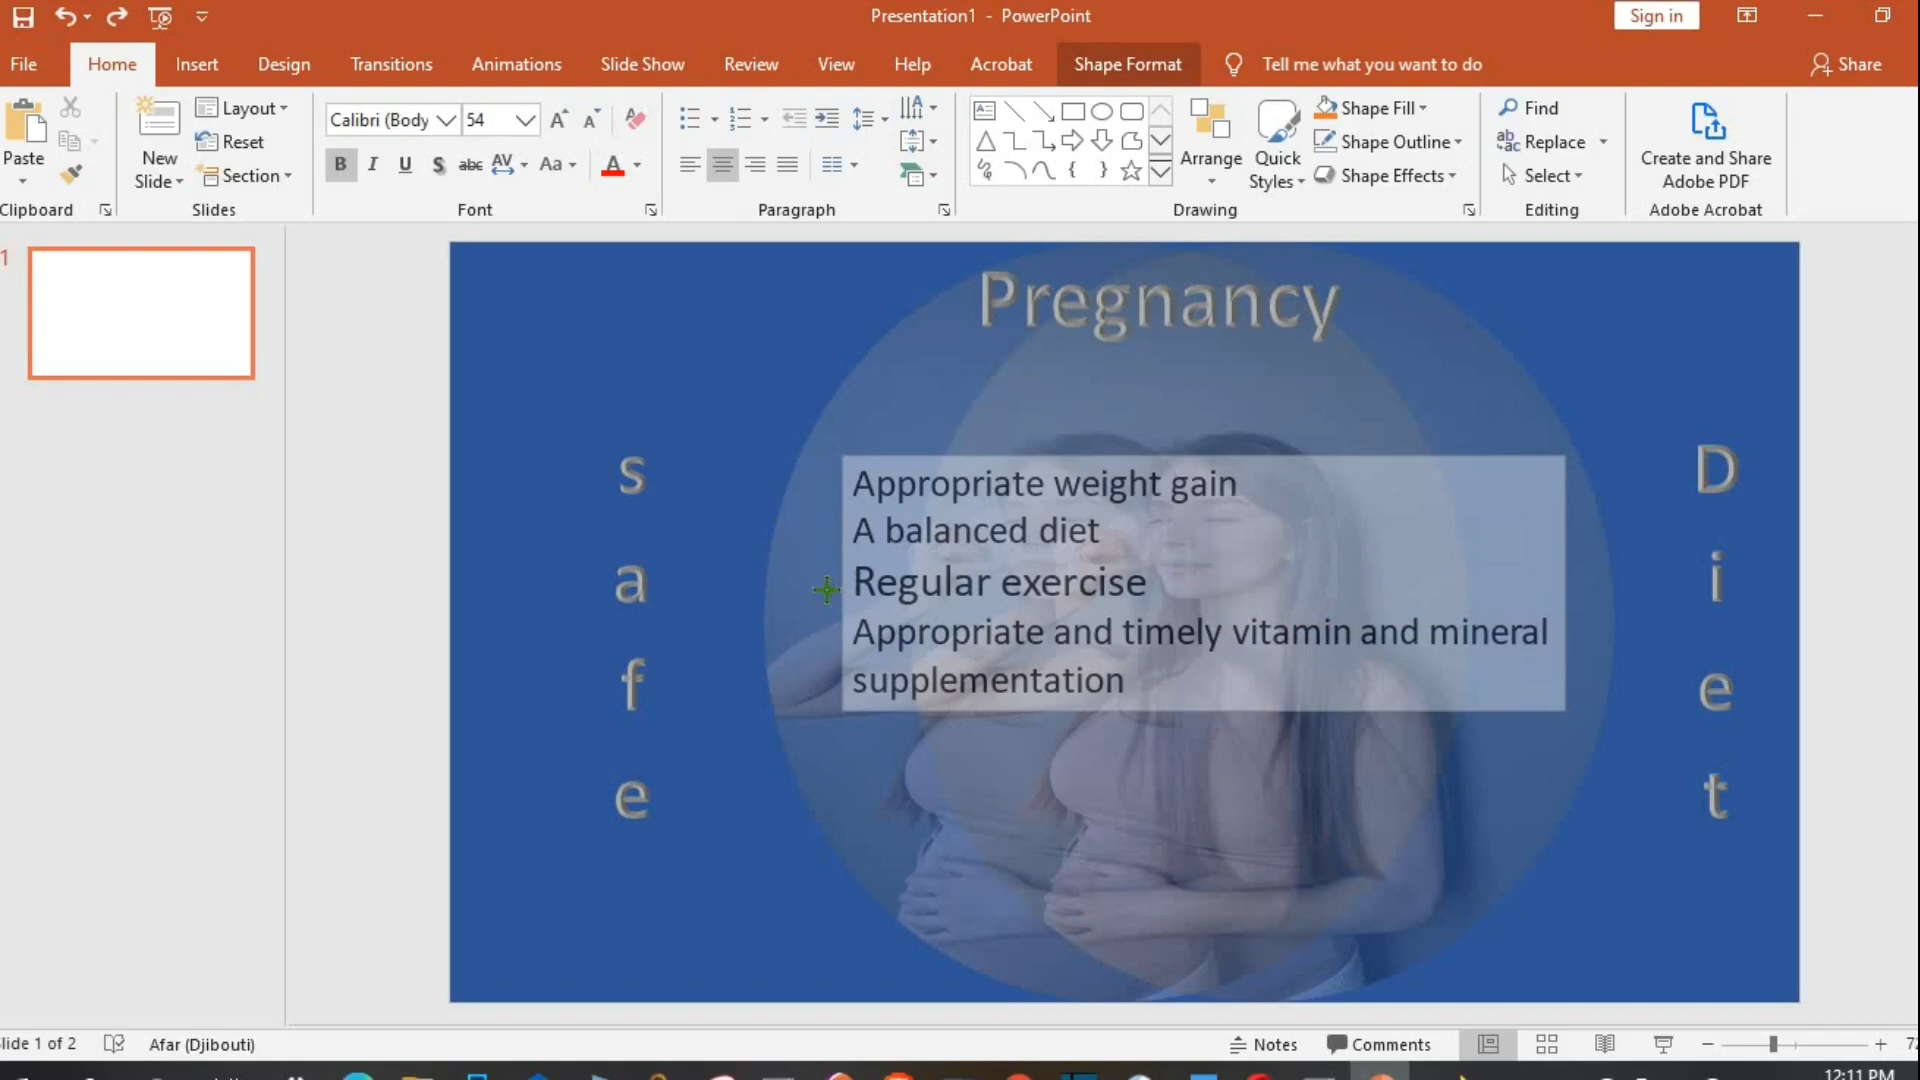 Presentation1 - PowerPoint
Sign in
File Home Insert Design Transitions Animations Slide Show Review View Help Acrobat Shape Format Tell me what you want to do Share
Paste
New Slide
Layout
Reset
Section
Calibri (Body 54
B I U S abc AV Aa A
Shape Fill
Shape Outline
Shape Effects
Arrange
Quick Styles
Find
Replace
Select
Create and Share Adobe PDF
Clipboard Slides Font Paragraph Drawing Editing Adobe Acrobat
1
Pregnancy
s
a
f
e
Appropriate weight gain
A balanced diet
Regular exercise
Appropriate and timely vitamin and mineral
supplementation
D
i
e
t
lide 1 of 2 Afar (Djibouti) Notes Comments
12:11 PM